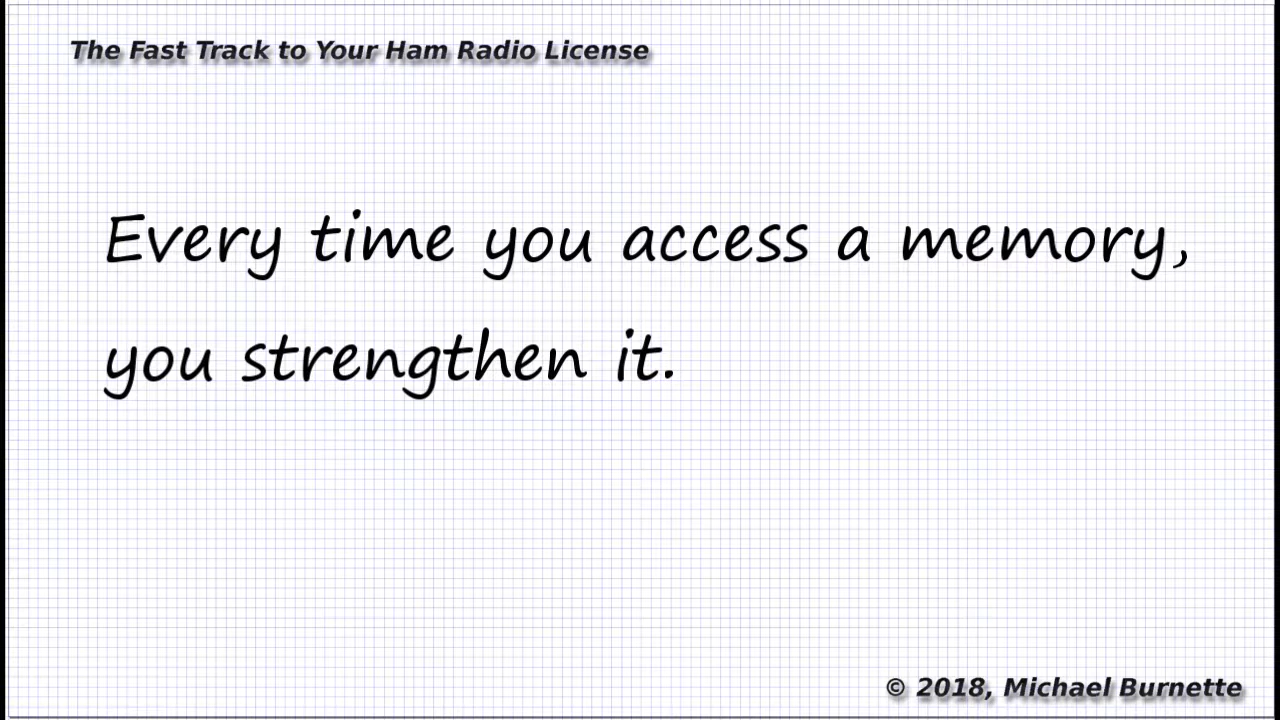 The Fast Track to Your Ham Radio License
Every time you access a memory,
you strengthen it.
© 2018, Michael Burnette